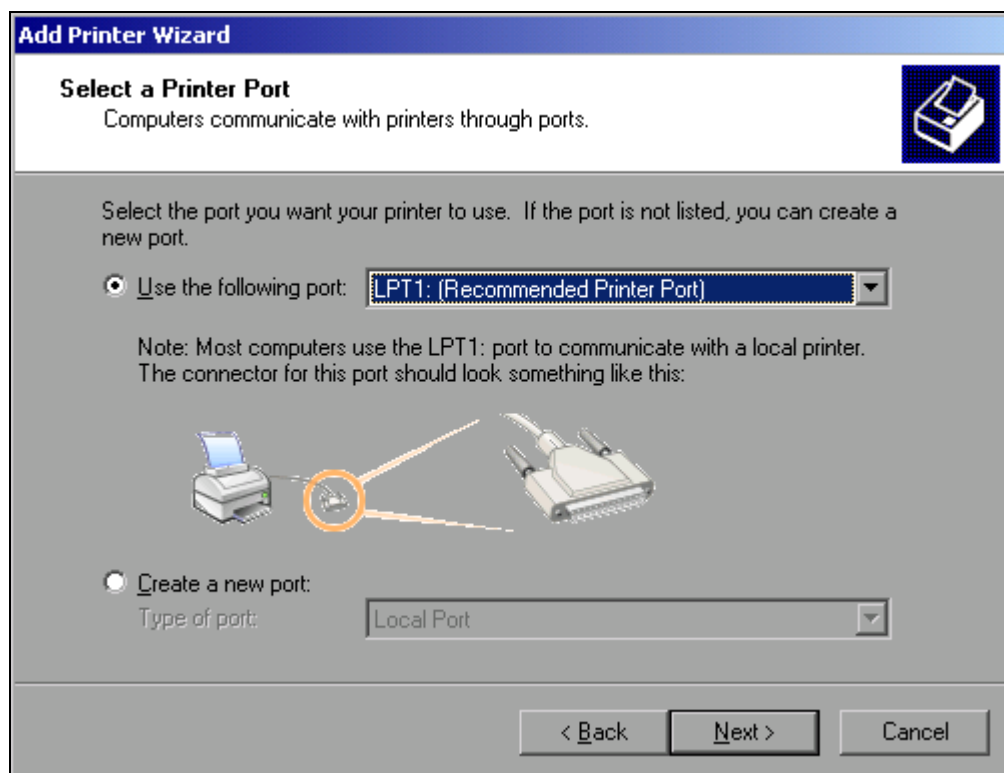 Add Printer Wizard
Select a Printer Port
Computers communicate with printers through ports.
Select the port you want your printer to use.  If the port is not listed, you can create a
new port.
Use the following port: LPT1: (Recommended Printer Port)
Note: Most computers use the LPT1: port to communicate with a local printer.
The connector for this port should look something like this:
Create a new port:
Type of port: Local Port
< Back Next > Cancel